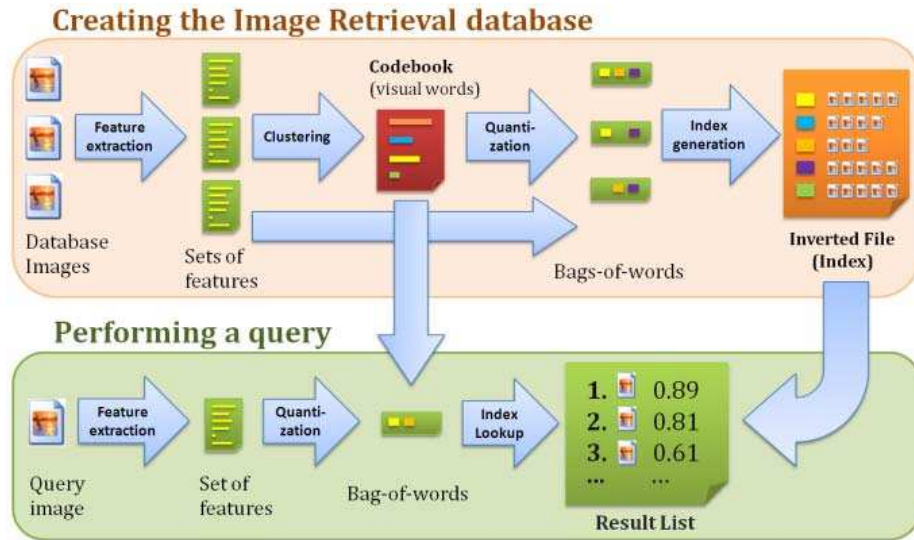 Creating the Image Retrieval database
Feature
extraction
Clustering
Codebook
(visual words)
Quanti-
zation
Index
generation
Database
Images
Sets of
features
Bags-of-words
Inverted File
(Index)
Performing a query
Feature
extraction
Quanti-
zation
Index
Lookup
1. 0.89
2. 0.81
3. 0.61
... ...
Query
image
Set of
features
Bag-of-words
Result List